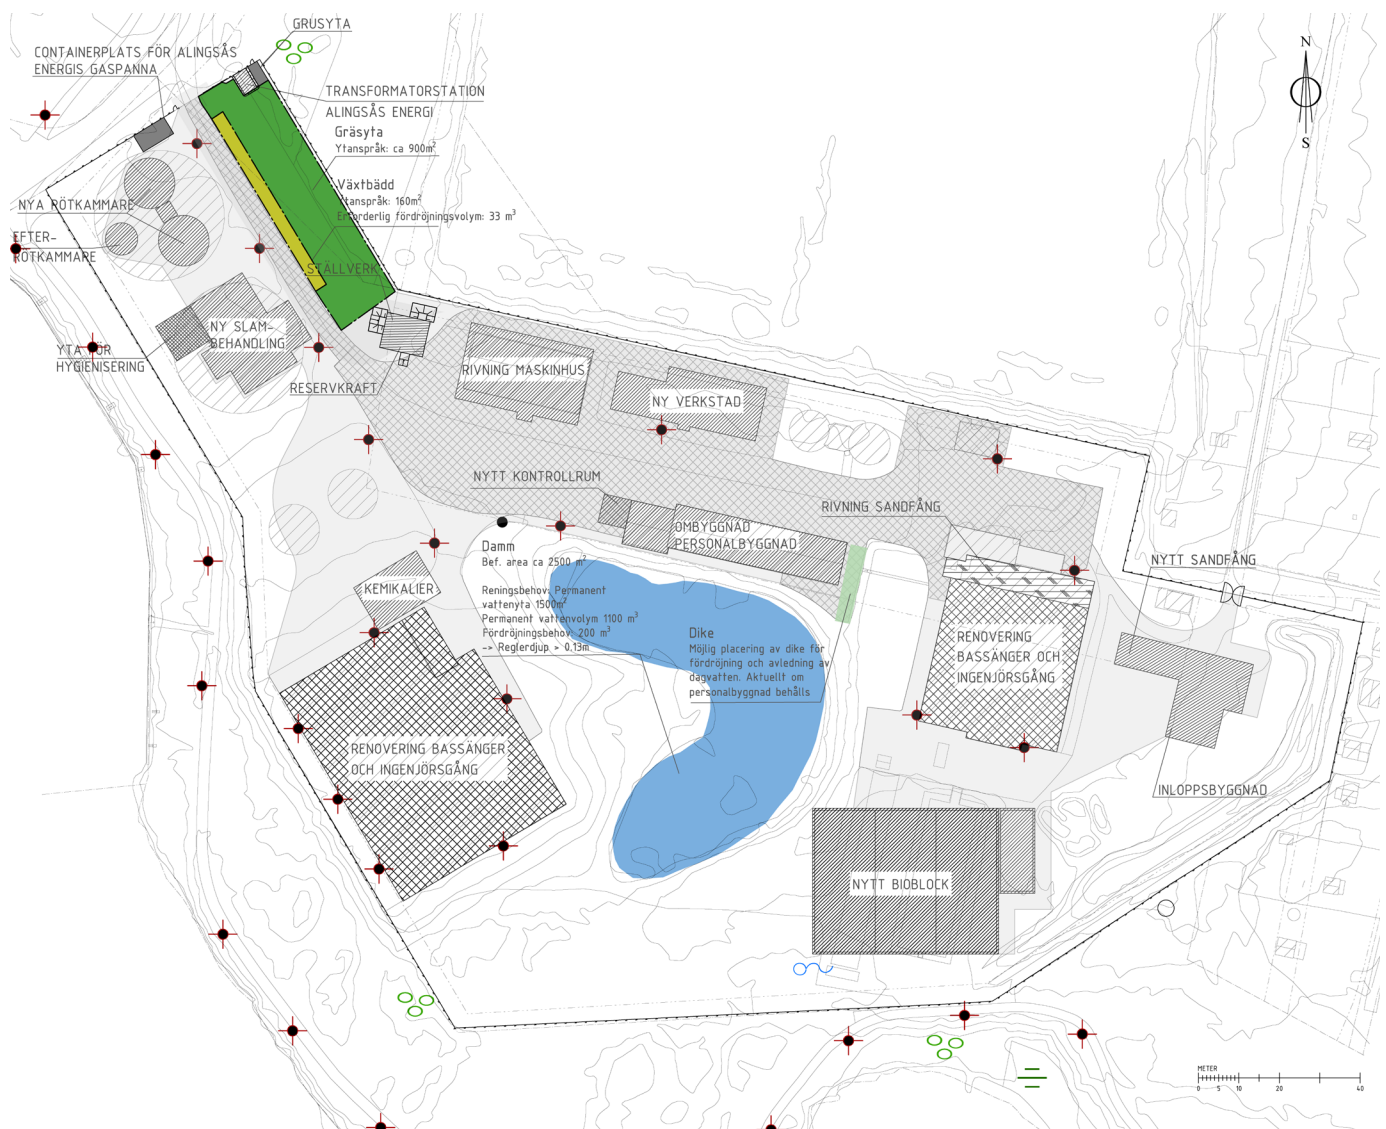 GRUSYTA
CONTAINERPLATS FÖR ALINGSÅS
ENERGIS GASPANNA
TRANSFORMATORSTATION
ALINGSÅS ENERGI
Gräsyta
Ytanspråk: ca 900m²
Växtbädd
Ytanspråk: 160m²
Erforderlig fördröjningsvolym: 33 m³
NYA RÖTKAMMARE
EFTER-
RÖTKAMMARE
STÄLLVERK
NY SLAM-
BEHANDLING
YTA FÖR
HYGIENISERING
RESERVKRAFT
RIVNING MASKINHUS
NY VERKSTAD
NYTT KONTROLLRUM
OMBYGGNAD
PERSONALBYGGNAD
RIVNING SANDFÅNG
NYTT SANDFÅNG
Damm
Bef. area ca 2500 m²
Reningsbehov: Permanent
vattenyta 1500m²
Permanent vattenvolym 1100 m³
Fördröjningsbehov: 200 m³
-> Reglerdjup > 0,13m
KEMIKALIER
Dike
Möjlig placering av dike för
fördröjning och avledning av
dagvatten. Aktuellt om
personalbyggnad behålls
RENOVERING
BASSÄNGER OCH
INGENJÖRSGÅNG
RENOVERING BASSÄNGER
OCH INGENJÖRSGÅNG
INLOPPSBYGGNAD
NYTT BIOBLOCK
N
S
METER
0 5 10 20 40